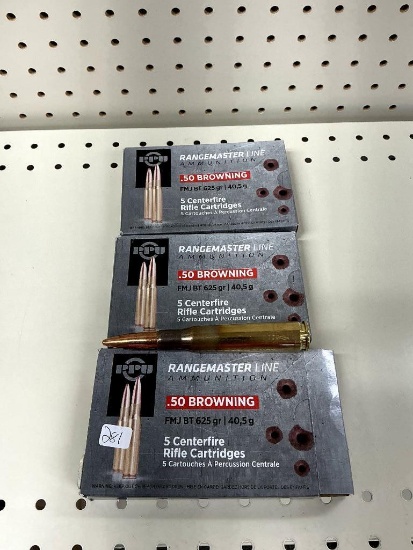 PPU
RANGEMASTER LINE
AMMUNITION
.50 BROWNING
FMJ BT 625 gr | 40,5 g
5 Centerfire
Rifle Cartridges
5 Cartouches A Percussion Centrale
PPU
RANGEMASTER LINE
AMMUNITION
.50 BROWNING
FMJ BT 625 gr | 40,5 g
5 Centerfire
Rifle Cartridges
5 Cartouches A Percussion Centrale
PPU
RANGEMASTER LINE
AMMUNITION
.50 BROWNING
FMJ BT 625 gr | 40,5 g
281
5 Centerfire
Rifle Cartridges
5 Cartouches A Percussion Centrale